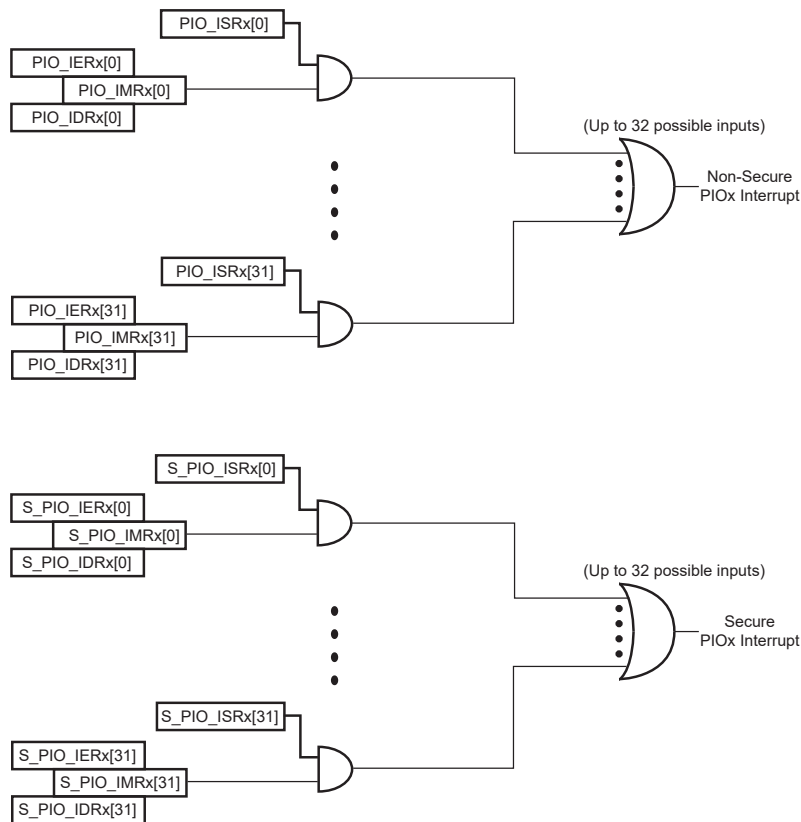 PIO_ISRx[0]
PIO_IERx[0]
PIO_IMRx[0]
PIO_IDRx[0]
(Up to 32 possible inputs)
Non-Secure
PIOx Interrupt
PIO_ISRx[31]
PIO_IERx[31]
PIO_IMRx[31]
PIO_IDRx[31]
S_PIO_ISRx[0]
S_PIO_IERx[0]
S_PIO_IMRx[0]
S_PIO_IDRx[0]
(Up to 32 possible inputs)
Secure
PIOx Interrupt
S_PIO_ISRx[31]
S_PIO_IERx[31]
S_PIO_IMRx[31]
S_PIO_IDRx[31]